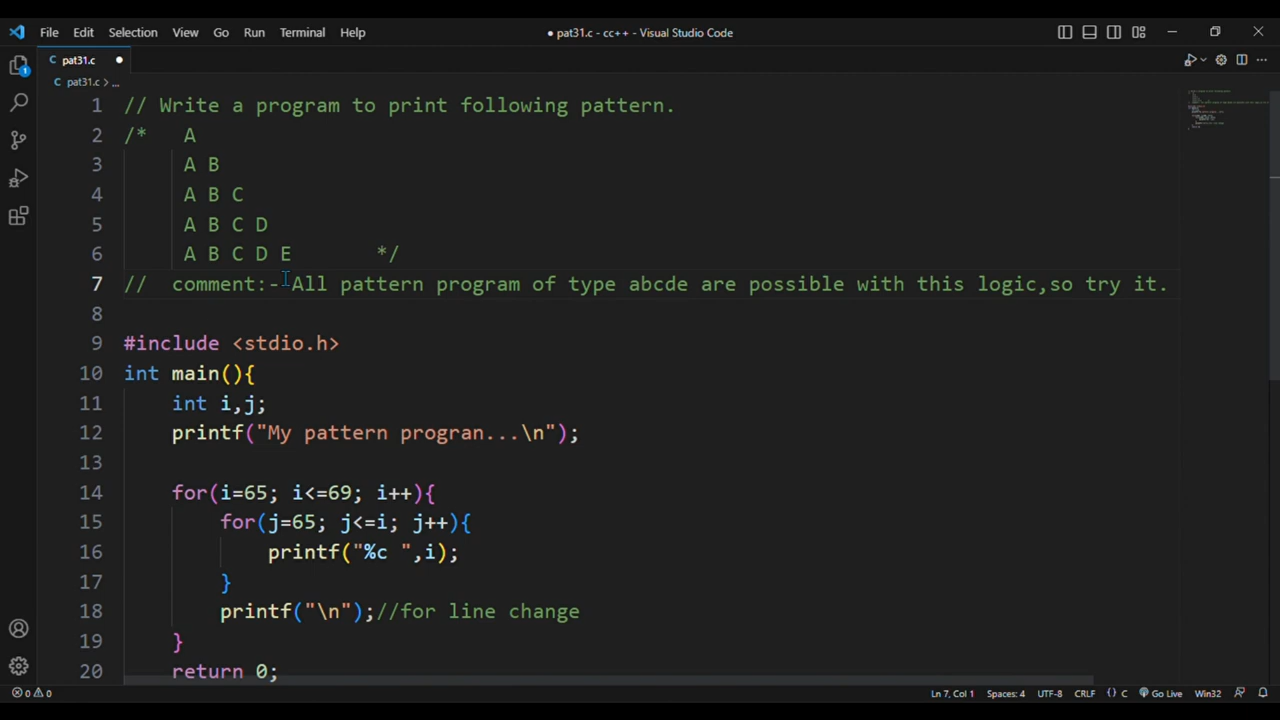 File Edit Selection View Go Run Terminal Help ● pat31.c - cc++ - Visual Studio Code
C pat31.c ●
C pat31.c > ...
1 // Write a program to print following pattern.
2 /* A
3 A B
4 A B C
5 A B C D
6 A B C D E */
7 // comment:- All pattern program of type abcde are possible with this logic,so try it.
8
9 #include <stdio.h>
10 int main(){
11 int i,j;
12 printf("My pattern progran...\n");
13
14 for(i=65; i<=69; i++){
15 for(j=65; j<=i; j++){
16 printf("%c ",i);
17 }
18 printf("\n");//for line change
19 }
20 return 0;
0 0 Ln 7, Col 1 Spaces: 4 UTF-8 CRLF {} C Go Live Win32